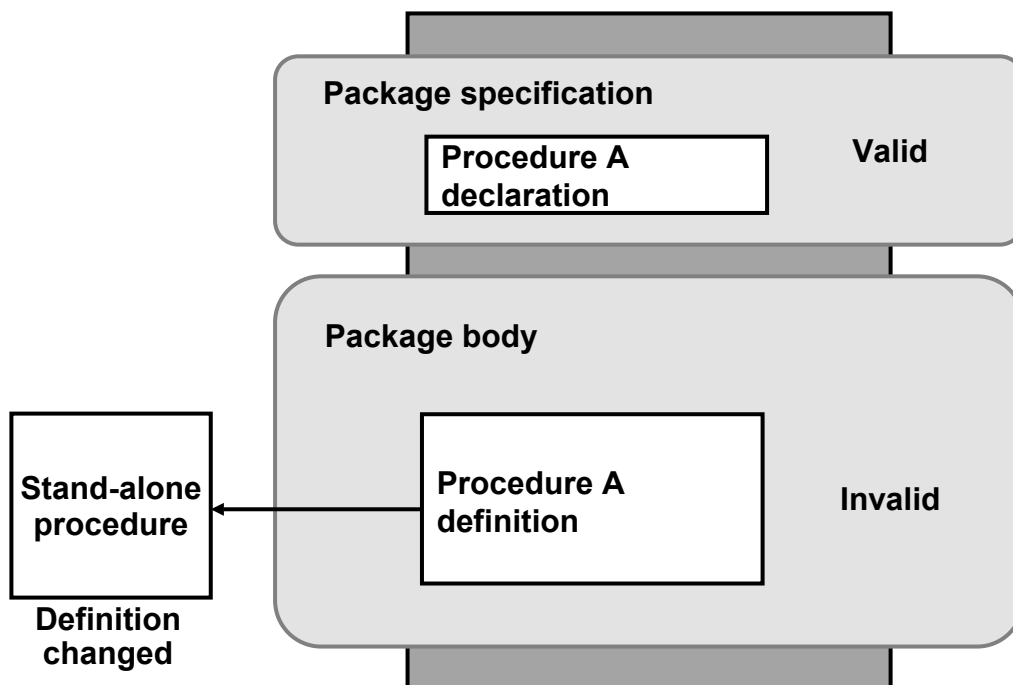 Package specification
Procedure A
declaration
Valid
Package body
Stand-alone
procedure
Procedure A
definition
Invalid
Definition
changed